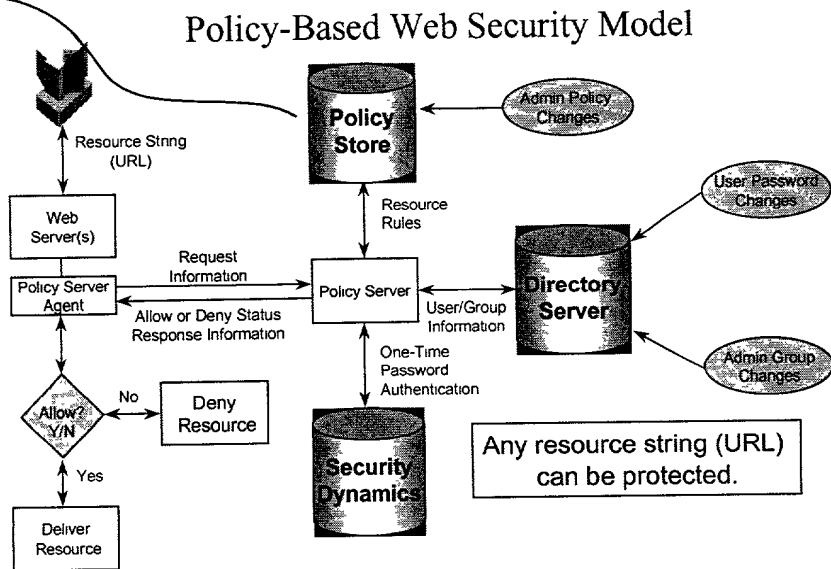 Policy-Based Web Security Model
Policy
Store
Admin Policy
Changes
Resource String
(URL)
User Password
Changes
Resource
Rules
Web
Server(s)
Request
Information
Policy Server
Agent
Policy Server
Directory
Server
Allow or Deny Status
Response Information
User/Group
Information
One-Time
Password
Authentication
Admin Group
Changes
Allow?
Y/N
No
Deny
Resource
Security
Dynamics
Any resource string (URL)
can be protected.
Yes
Deliver
Resource